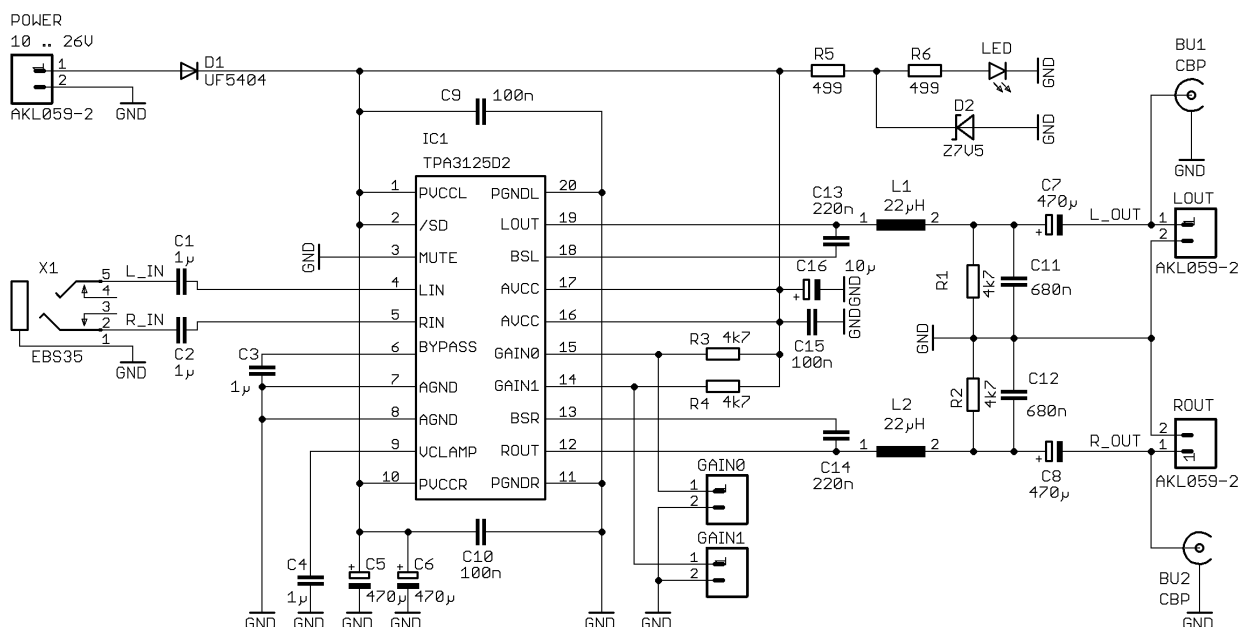 POWER
10 .. 26V
1
2
AKL059-2
GND
D1
UF5404
C9
100n
R5
499
R6
499
LED
GND
D2
Z7V5
GND
BU1
CBP
GND
IC1
TPA3125D2
1 PVCCL
2 /SD
3 MUTE
4 LIN
5 RIN
6 BYPASS
7 AGND
8 AGND
9 VCLAMP
10 PVCCR
PGNDL 20
LOUT 19
BSL 18
AVCC 17
AVCC 16
GAIN0 15
GAIN1 14
BSR 13
ROUT 12
PGNDR 11
GND
X1
5
4
3
2
1
EBS35
GND
L_IN
R_IN
C1
1µ
C2
1µ
C3
1µ
C13
220n
L1
22µH
1
2
C7
470µ
+
L_OUT
LOUT
1
2
AKL059-2
C16
10µ
+
GND
C15
100n
GND
R1
4k7
C11
680n
GND
R3 4k7
R4 4k7
R2
4k7
C12
680n
C14
220n
L2
22µH
1
2
C8
470µ
+
R_OUT
ROUT
2
1
AKL059-2
GAIN0
1
2
GAIN1
1
2
C10
100n
C4
1µ
C5
470µ
+
C6
470µ
+
GND
GND
GND
GND
GND
GND
BU2
CBP
GND